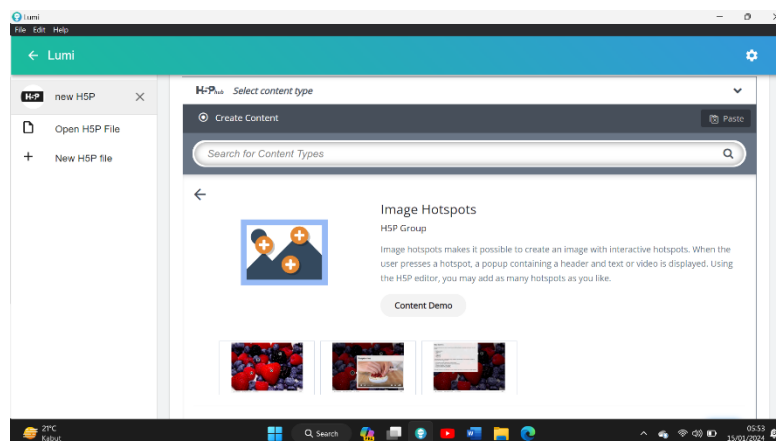 Lumi
File Edit Help
← Lumi
H-P new H5P ×
Open H5P File
+ New H5P file
H-P Hub Select content type
Create Content
Paste
Search for Content Types
←
Image Hotspots
H5P Group
Image hotspots makes it possible to create an image with interactive hotspots. When the
user presses a hotspot, a popup containing a header and text or video is displayed. Using
the H5P editor, you may add as many hotspots as you like.
Content Demo
21°C
Kabut
Search
05:53
15/01/2024